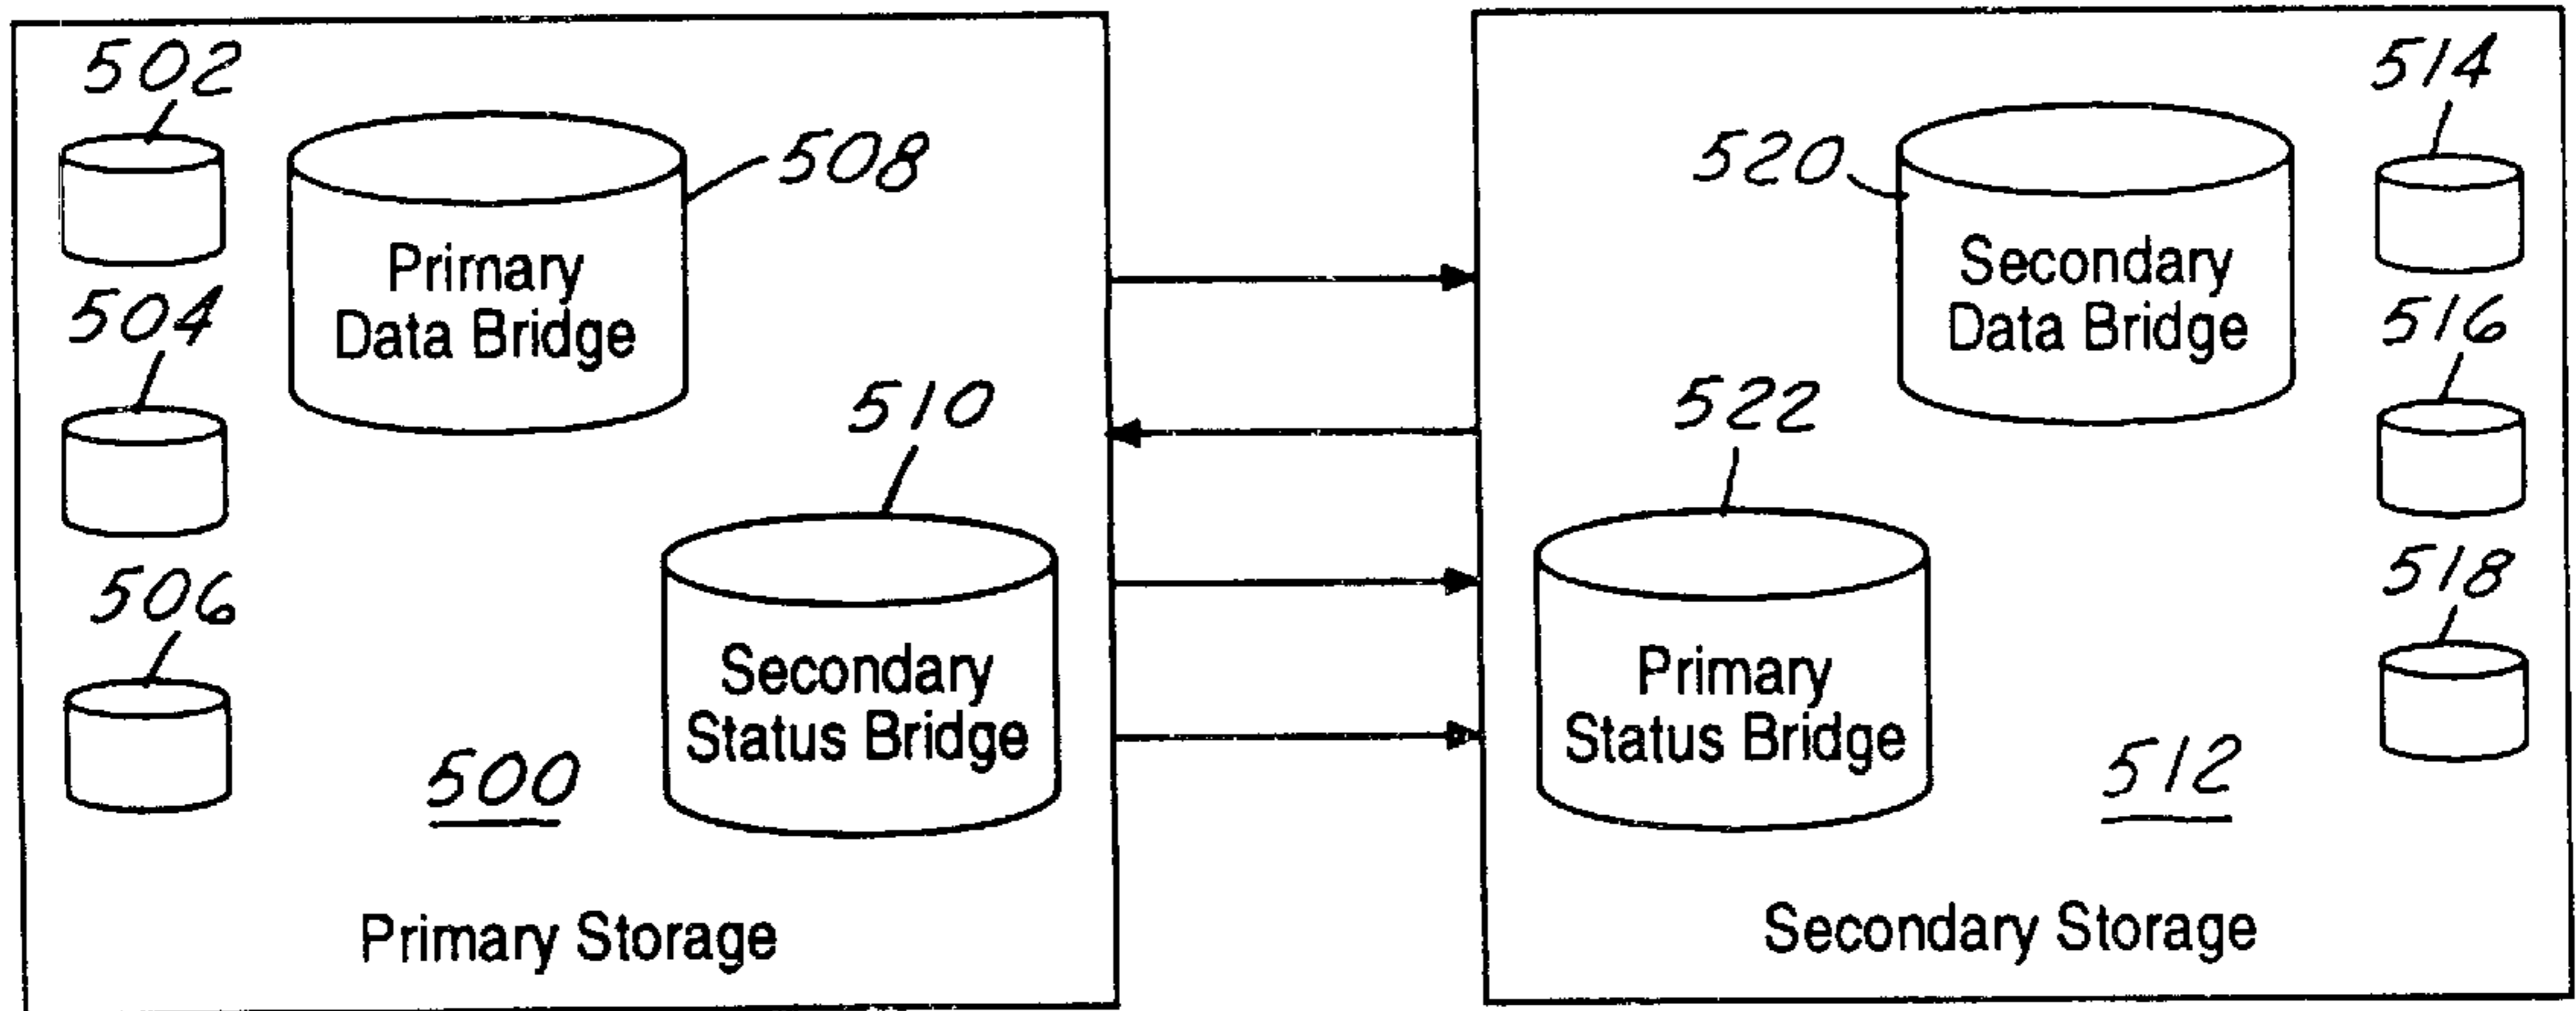 502
508
Primary
Data Bridge
504
510
506
Secondary
Status Bridge
500
Primary Storage
514
520
Secondary
Data Bridge
516
522
518
Primary
Status Bridge
512
Secondary Storage